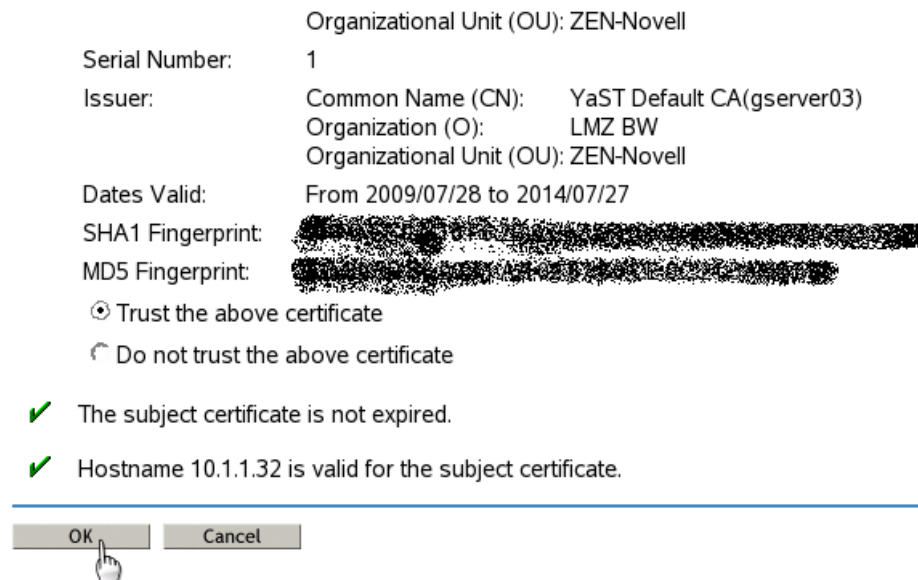 Organizational Unit (OU): ZEN-Novell
Serial Number: 1
Issuer: Common Name (CN): YaST Default CA(gserver03)
Organization (O): LMZ BW
Organizational Unit (OU): ZEN-Novell
Dates Valid: From 2009/07/28 to 2014/07/27
SHA1 Fingerprint:
MD5 Fingerprint:
Trust the above certificate
Do not trust the above certificate
The subject certificate is not expired.
Hostname 10.1.1.32 is valid for the subject certificate.
OK Cancel